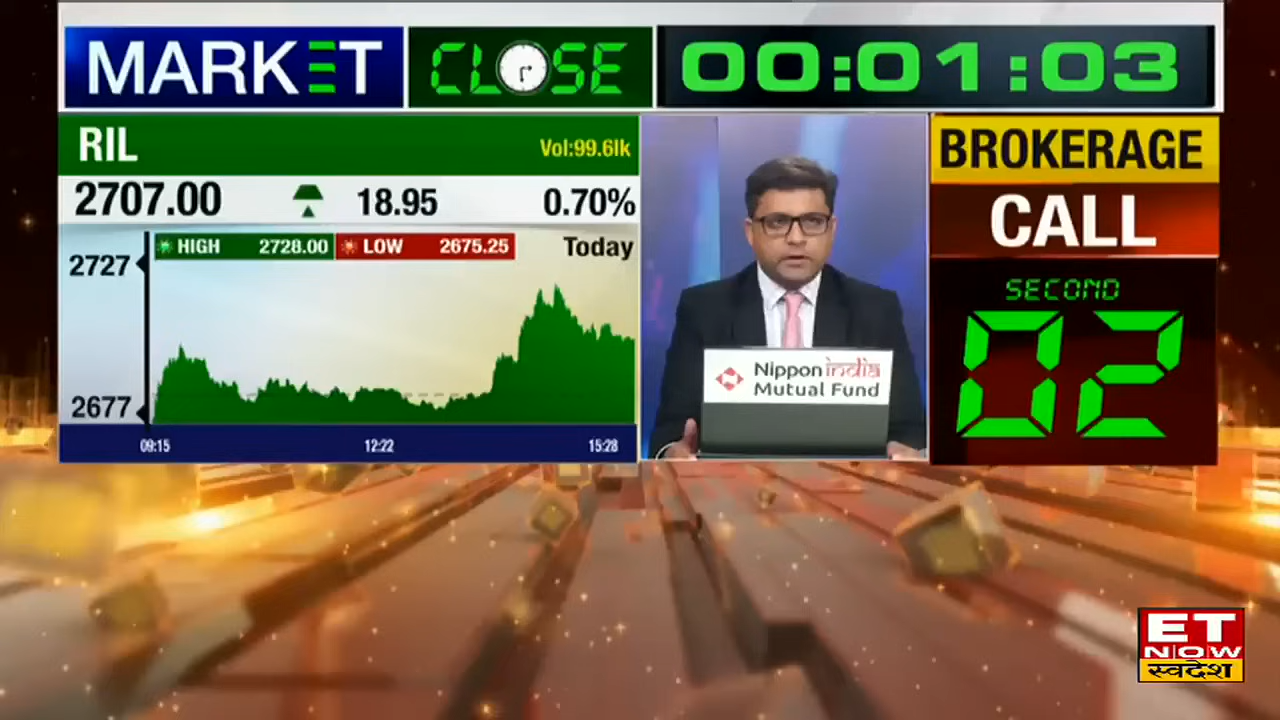 MARKET
CLOSE
00:01:03
RIL
Vol:99.6lk
2707.00
18.95
0.70%
HIGH 2728.00
LOW 2675.25
Today
2727
2677
09:15
12:22
15:28
Nippon india
Mutual Fund
BROKERAGE
CALL
SECOND
02
ET
NOW
स्वदेश